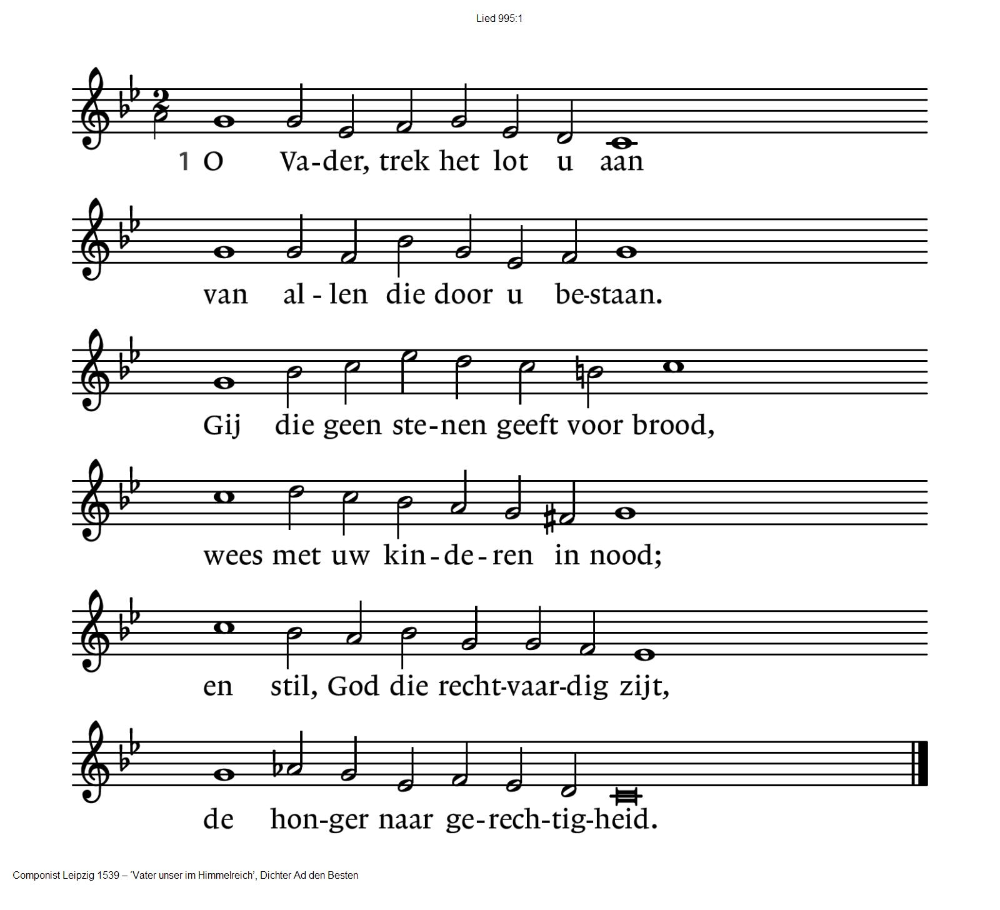 Lied 995:1
2
1 O Va-der, trek het lot u aan
van al - len die door u be-staan.
Gij die geen ste-nen geeft voor brood,
wees met uw kin-de-ren in nood;
en stil, God die recht-vaar-dig zijt,
de hon-ger naar ge-rech-tig-heid.
Componist Leipzig 1539 – ‘Vater unser im Himmelreich’, Dichter Ad den Besten